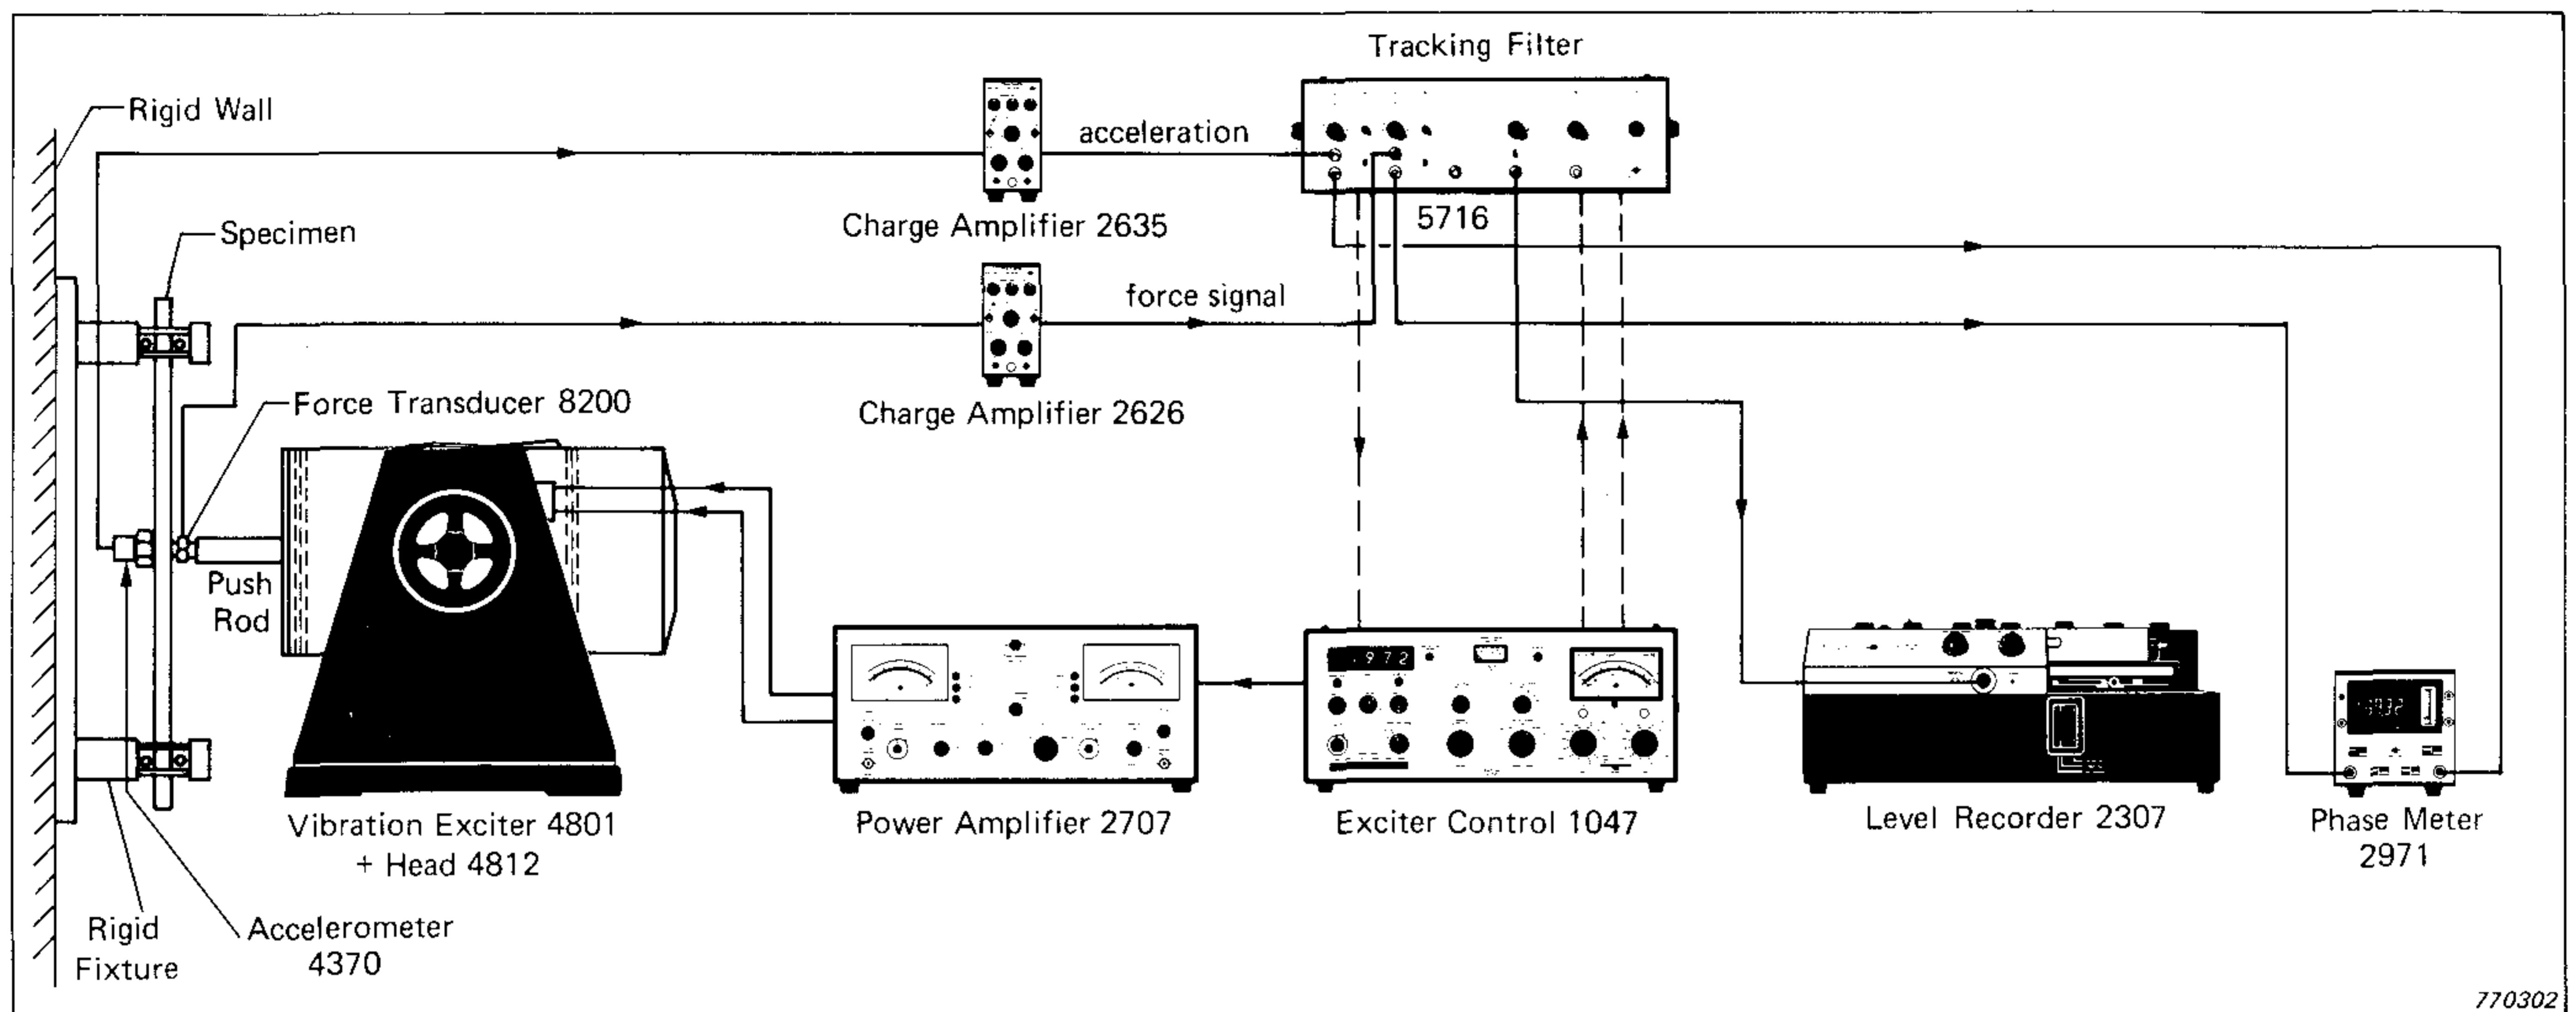 Tracking Filter
Rigid Wall
acceleration
Charge Amplifier 2635
5716
Specimen
force signal
Force Transducer 8200
Charge Amplifier 2626
Push
Rod
972
Vibration Exciter 4801
+ Head 4812
Power Amplifier 2707
Exciter Control 1047
Level Recorder 2307
Phase Meter
2971
Rigid
Fixture
Accelerometer
4370
770302